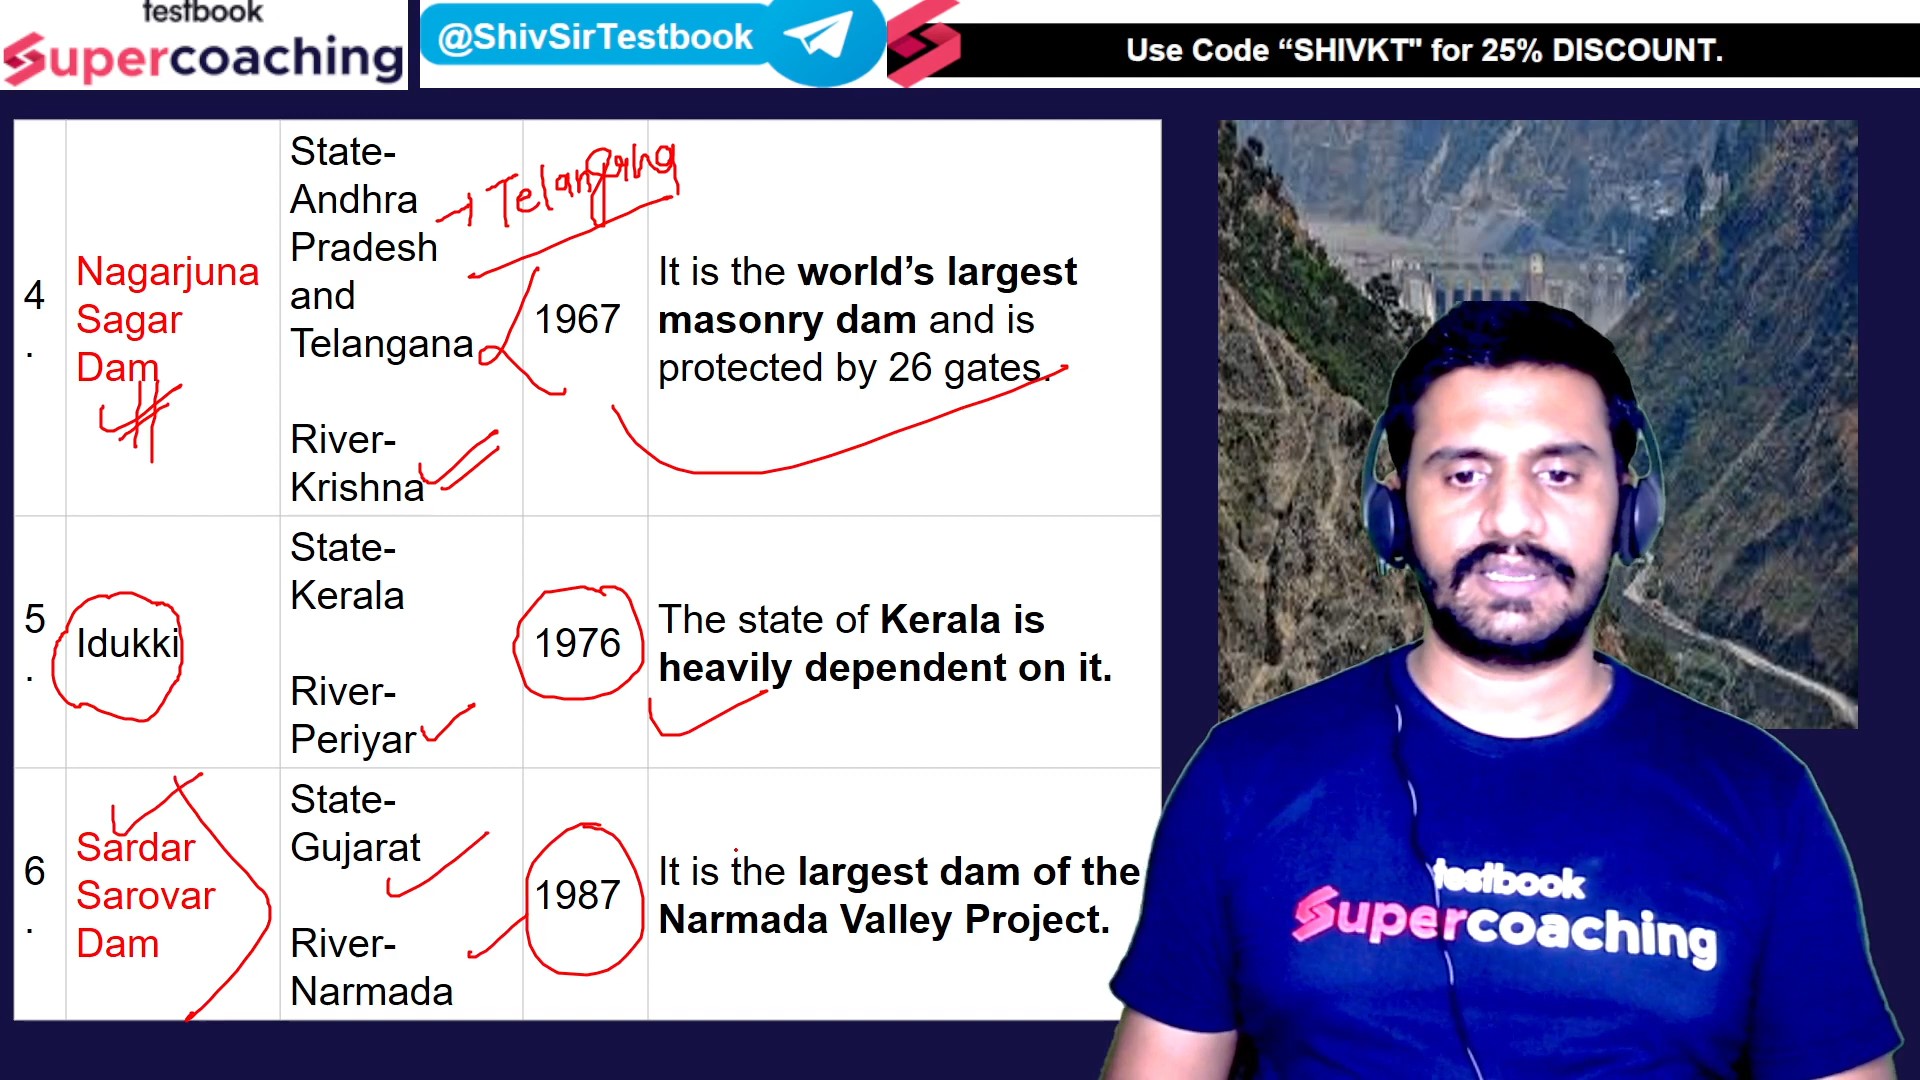 testbook
Supercoaching
@ShivSirTestbook
Use Code “SHIVKT" for 25% DISCOUNT.
4
.
Nagarjuna
Sagar
Dam
State-
Andhra
Pradesh
and
Telangana
River-
Krishna
Telangana
1967
It is the world’s largest
masonry dam and is
protected by 26 gates.
5
.
Idukki
State-
Kerala
River-
Periyar
1976
The state of Kerala is
heavily dependent on it.
6
.
Sardar
Sarovar
Dam
State-
Gujarat
River-
Narmada
1987
It is the largest dam of the
Narmada Valley Project.
testbook
Supercoaching